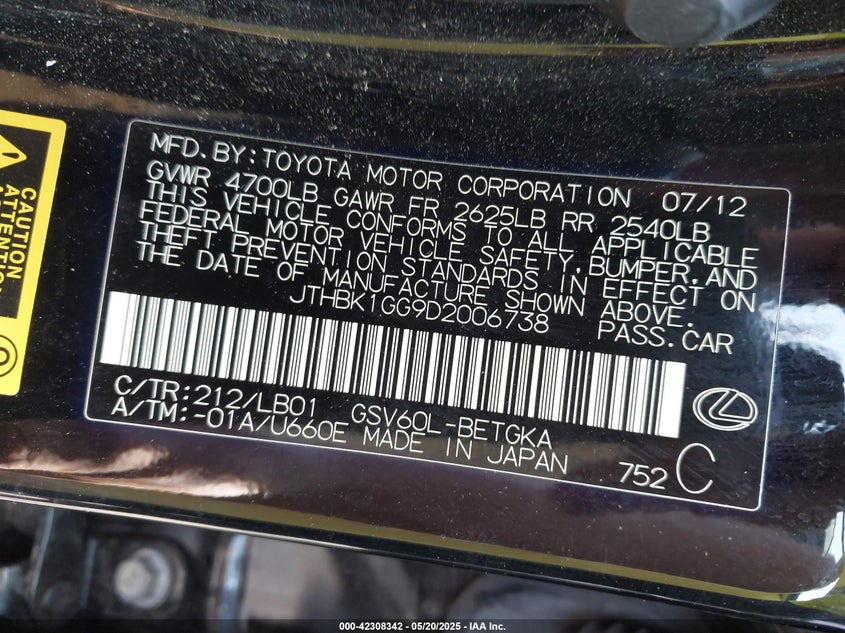 CAUTION
ATTENTION
MFD. BY: TOYOTA MOTOR CORPORATION 07/12
GVWR 4700LB GAWR FR 2625LB RR 2540LB
THIS VEHICLE CONFORMS TO ALL APPLICABLE
FEDERAL MOTOR VEHICLE SAFETY, BUMPER, AND
THEFT PREVENTION STANDARDS IN EFFECT ON
THE DATE OF MANUFACTURE SHOWN ABOVE.
JTHBK1GG9D2006738 PASS. CAR
C/TR: 212/LB01 GSV60L-BETGKA
A/TM: -01A/U660E MADE IN JAPAN
752 C
000-42308342 — 05/20/2025 — IAA Inc.